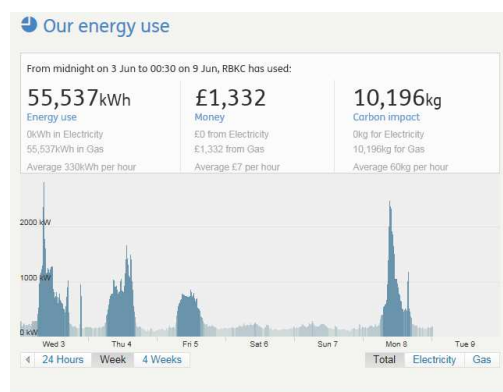 Our energy use
From midnight on 3 Jun to 00:30 on 9 Jun, RBKC has used:
55,537kWh £1,332 10,196kg
Energy use Money Carbon impact
0kWh in Electricity £0 from Electricity 0kg for Electricity
55,537kWh in Gas £1,332 from Gas 10,196kg for Gas
Average 330kWh per hour Average £7 per hour Average 60kg per hour
2000 kW
1000 kW
0 kW
Wed 3 Thu 4 Fri 5 Sat 6 Sun 7 Mon 8 Tue 9
24 Hours Week 4 Weeks Total Electricity Gas